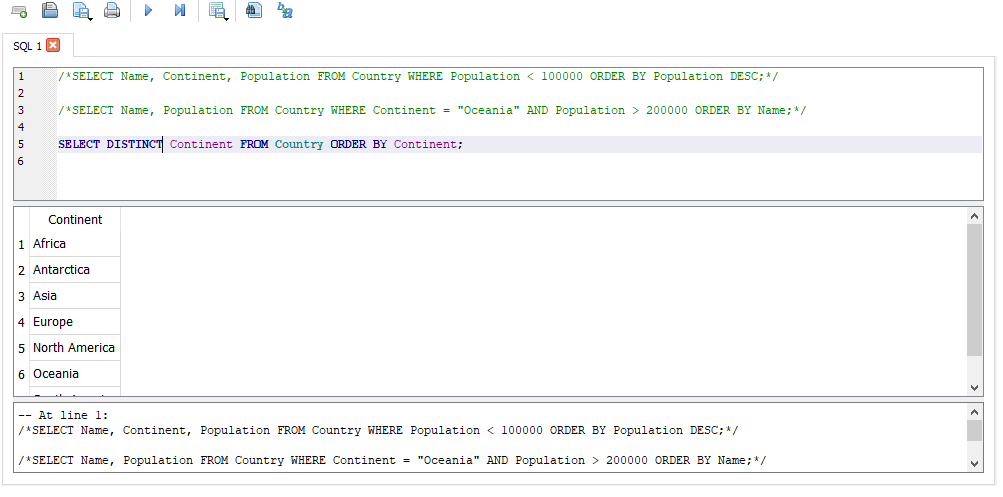 SQL 1
1 /*SELECT Name, Continent, Population FROM Country WHERE Population < 100000 ORDER BY Population DESC;*/
2
3 /*SELECT Name, Population FROM Country WHERE Continent = "Oceania" AND Population > 200000 ORDER BY Name;*/
4
5 SELECT DISTINCT Continent FROM Country ORDER BY Continent;
6
Continent
1 Africa
2 Antarctica
3 Asia
4 Europe
5 North America
6 Oceania
-- At line 1:
/*SELECT Name, Continent, Population FROM Country WHERE Population < 100000 ORDER BY Population DESC;*/
/*SELECT Name, Population FROM Country WHERE Continent = "Oceania" AND Population > 200000 ORDER BY Name;*/